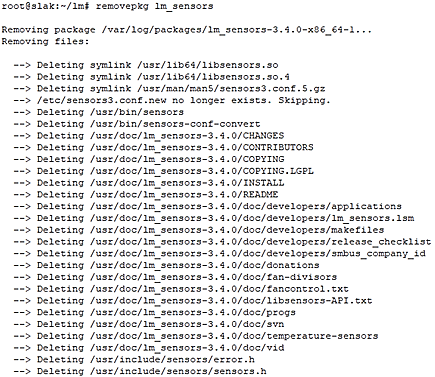 root@slak:~/lm# removepkg lm_sensors
Removing package /var/log/packages/lm_sensors-3.4.0-x86_64-1...
Removing files:
--> Deleting symlink /usr/lib64/libsensors.so
--> Deleting symlink /usr/lib64/libsensors.so.4
--> Deleting symlink /usr/man/man5/sensors3.conf.5.gz
--> /etc/sensors3.conf.new no longer exists. Skipping.
--> Deleting /usr/bin/sensors
--> Deleting /usr/bin/sensors-conf-convert
--> Deleting /usr/doc/lm_sensors-3.4.0/CHANGES
--> Deleting /usr/doc/lm_sensors-3.4.0/CONTRIBUTORS
--> Deleting /usr/doc/lm_sensors-3.4.0/COPYING
--> Deleting /usr/doc/lm_sensors-3.4.0/COPYING.LGPL
--> Deleting /usr/doc/lm_sensors-3.4.0/INSTALL
--> Deleting /usr/doc/lm_sensors-3.4.0/README
--> Deleting /usr/doc/lm_sensors-3.4.0/doc/developers/applications
--> Deleting /usr/doc/lm_sensors-3.4.0/doc/developers/lm_sensors.lsm
--> Deleting /usr/doc/lm_sensors-3.4.0/doc/developers/makefiles
--> Deleting /usr/doc/lm_sensors-3.4.0/doc/developers/release_checklist
--> Deleting /usr/doc/lm_sensors-3.4.0/doc/developers/smbus_company_id
--> Deleting /usr/doc/lm_sensors-3.4.0/doc/donations
--> Deleting /usr/doc/lm_sensors-3.4.0/doc/fan-divisors
--> Deleting /usr/doc/lm_sensors-3.4.0/doc/fancontrol.txt
--> Deleting /usr/doc/lm_sensors-3.4.0/doc/libsensors-API.txt
--> Deleting /usr/doc/lm_sensors-3.4.0/doc/progs
--> Deleting /usr/doc/lm_sensors-3.4.0/doc/svn
--> Deleting /usr/doc/lm_sensors-3.4.0/doc/temperature-sensors
--> Deleting /usr/doc/lm_sensors-3.4.0/doc/vid
--> Deleting /usr/include/sensors/error.h
--> Deleting /usr/include/sensors/sensors.h